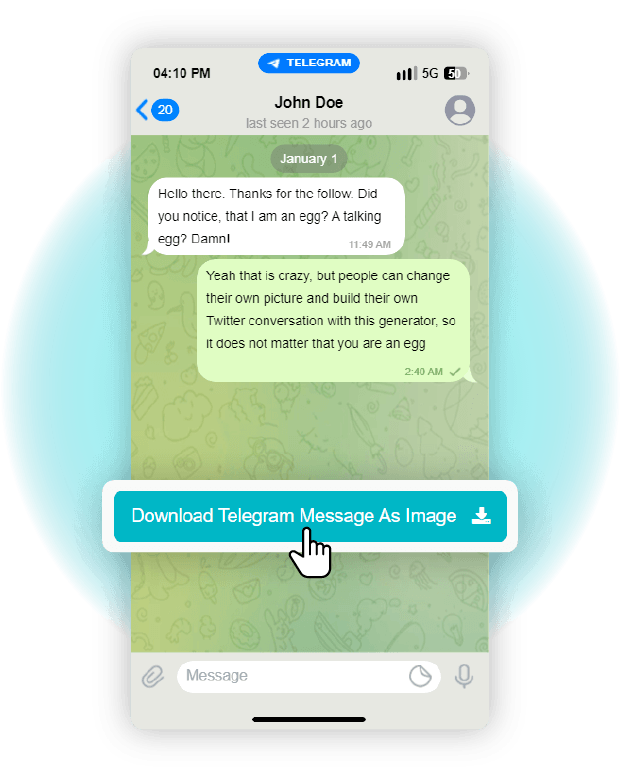 04:10 PM
TELEGRAM
5G
50
20
John Doe
last seen 2 hours ago
January 1
Hello there. Thanks for the follow. Did
you notice, that I am an egg? A talking
egg? Damn!
11:49 AM
Yeah that is crazy, but people can change
their own picture and build their own
Twitter conversation with this generator, so
it does not matter that you are an egg
2:40 AM
Download Telegram Message As Image
Message